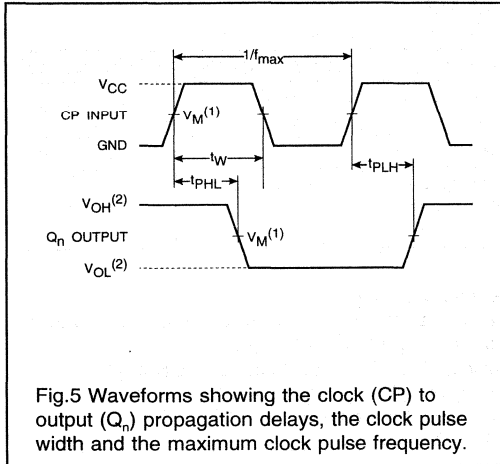 1/fmax
VCC
CP INPUT
VM(1)
GND
tW
tPHL
tPLH
VOH(2)
Qn OUTPUT
VM(1)
VOL(2)
Fig.5 Waveforms showing the clock (CP) to
output (Qn) propagation delays, the clock pulse
width and the maximum clock pulse frequency.